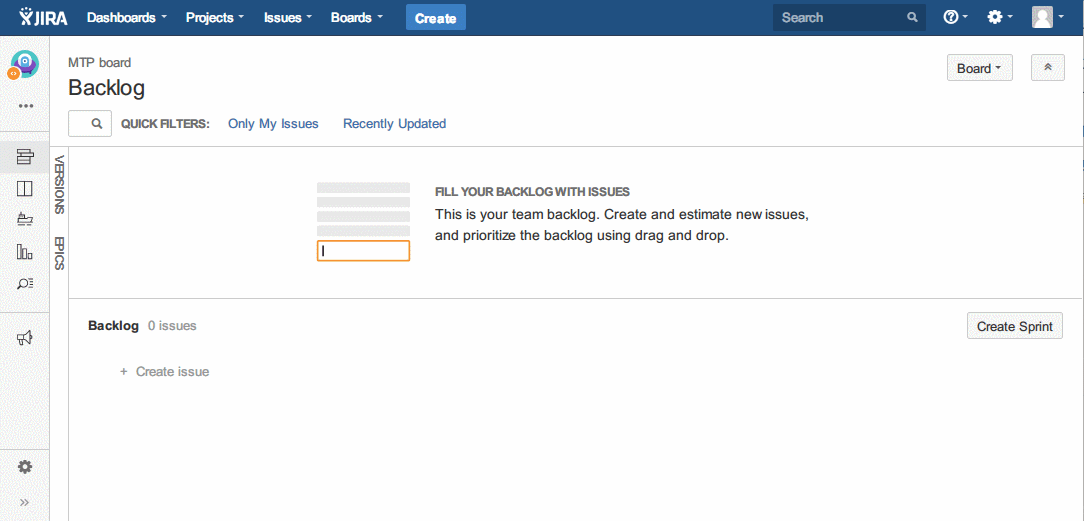 JIRA Dashboards Projects Issues Boards Create Search
MTP board
Backlog
Board
QUICK FILTERS: Only My Issues Recently Updated
VERSIONS
EPICS
FILL YOUR BACKLOG WITH ISSUES
This is your team backlog. Create and estimate new issues,
and prioritize the backlog using drag and drop.
Backlog 0 issues
Create Sprint
+ Create issue